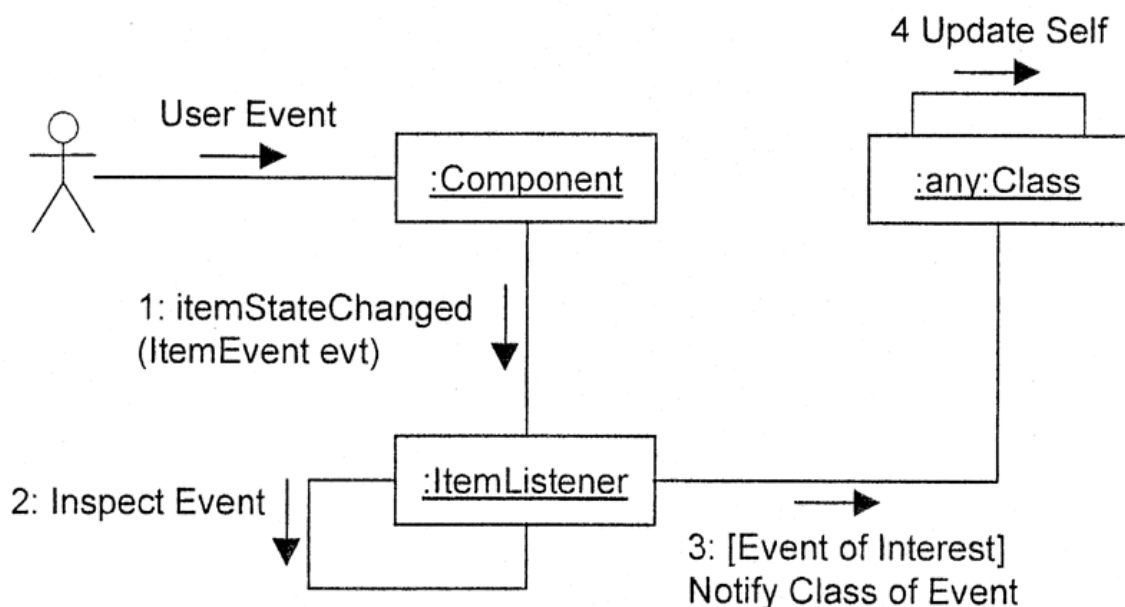 4 Update Self
User Event
:Component
:any:Class
1: itemStateChanged
(ItemEvent evt)
:ItemListener
2: Inspect Event
3: [Event of Interest]
Notify Class of Event